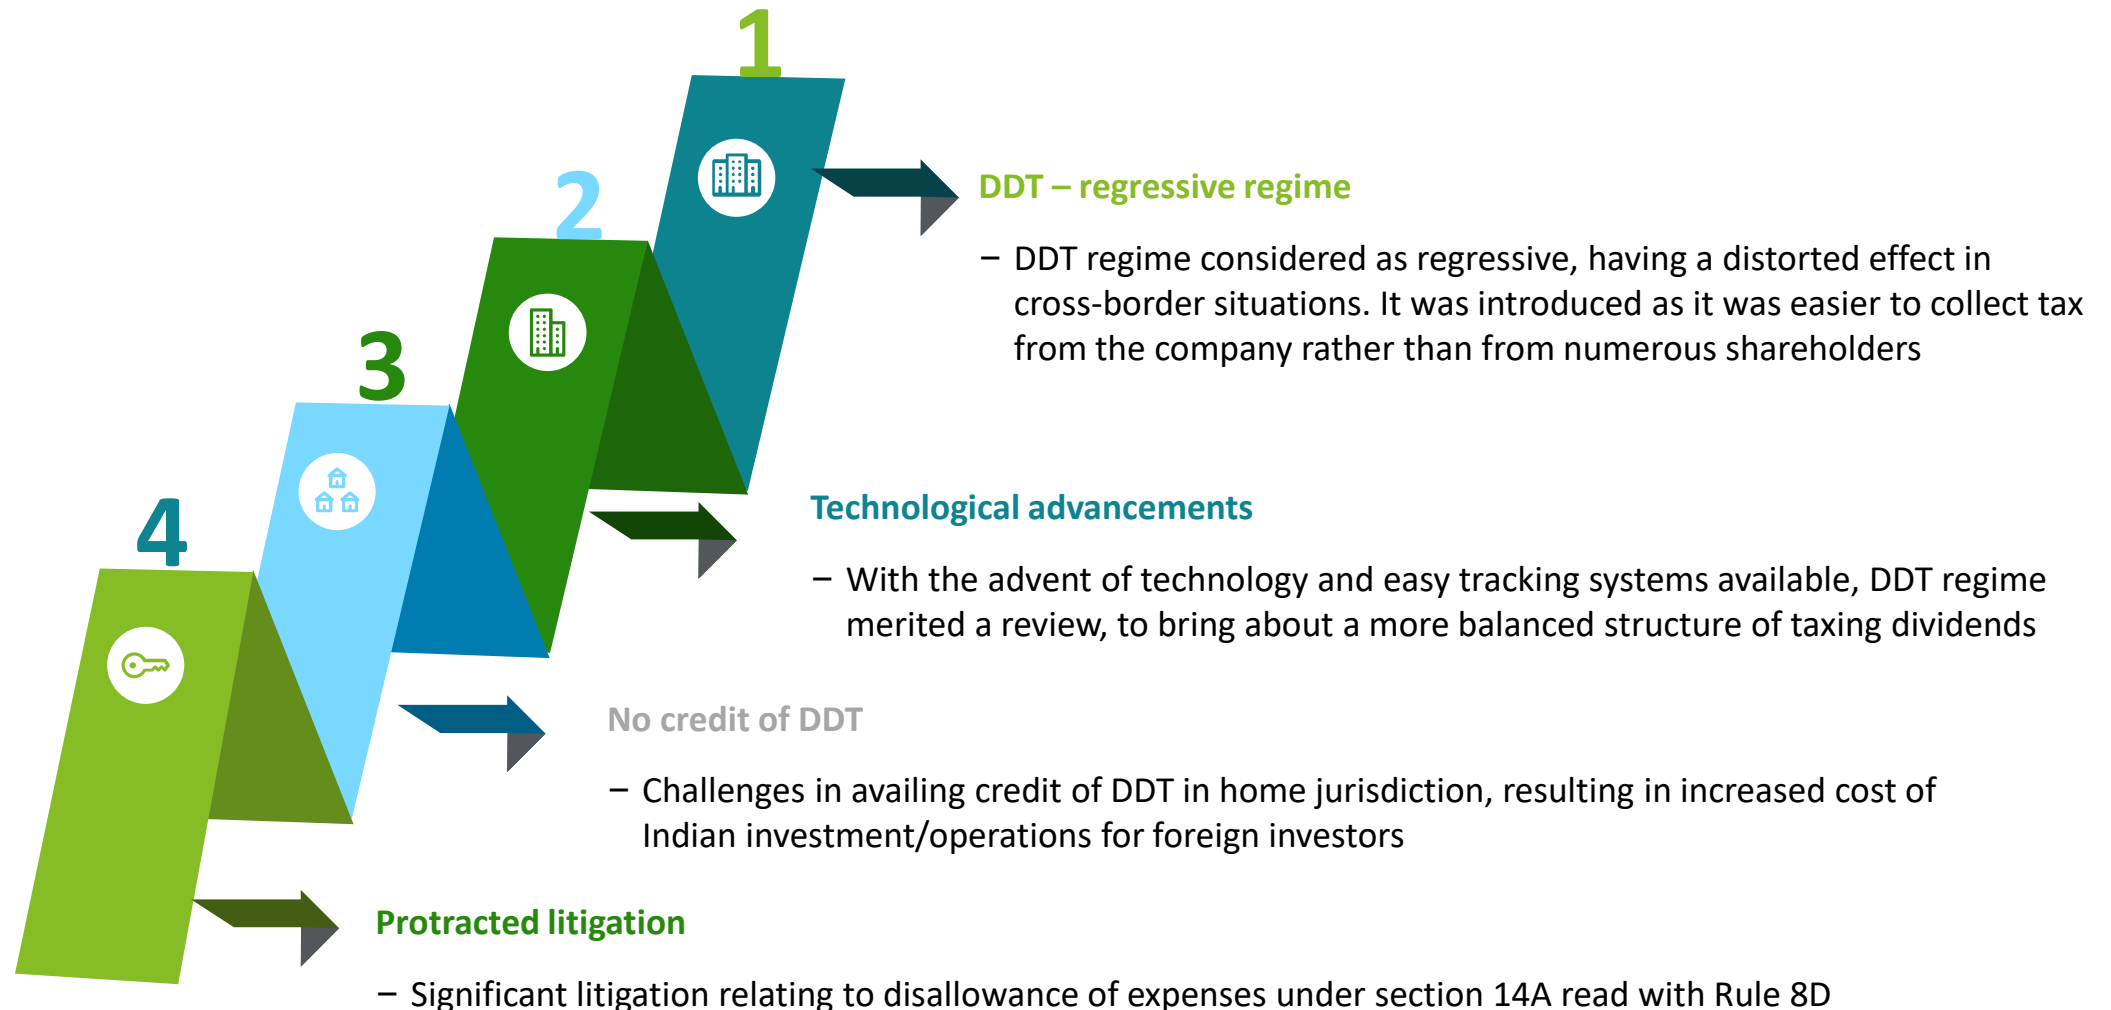 1
DDT – regressive regime
– DDT regime considered as regressive, having a distorted effect in
cross-border situations. It was introduced as it was easier to collect tax
from the company rather than from numerous shareholders
2
Technological advancements
– With the advent of technology and easy tracking systems available, DDT regime
merited a review, to bring about a more balanced structure of taxing dividends
3
No credit of DDT
– Challenges in availing credit of DDT in home jurisdiction, resulting in increased cost of
Indian investment/operations for foreign investors
4
Protracted litigation
– Significant litigation relating to disallowance of expenses under section 14A read with Rule 8D